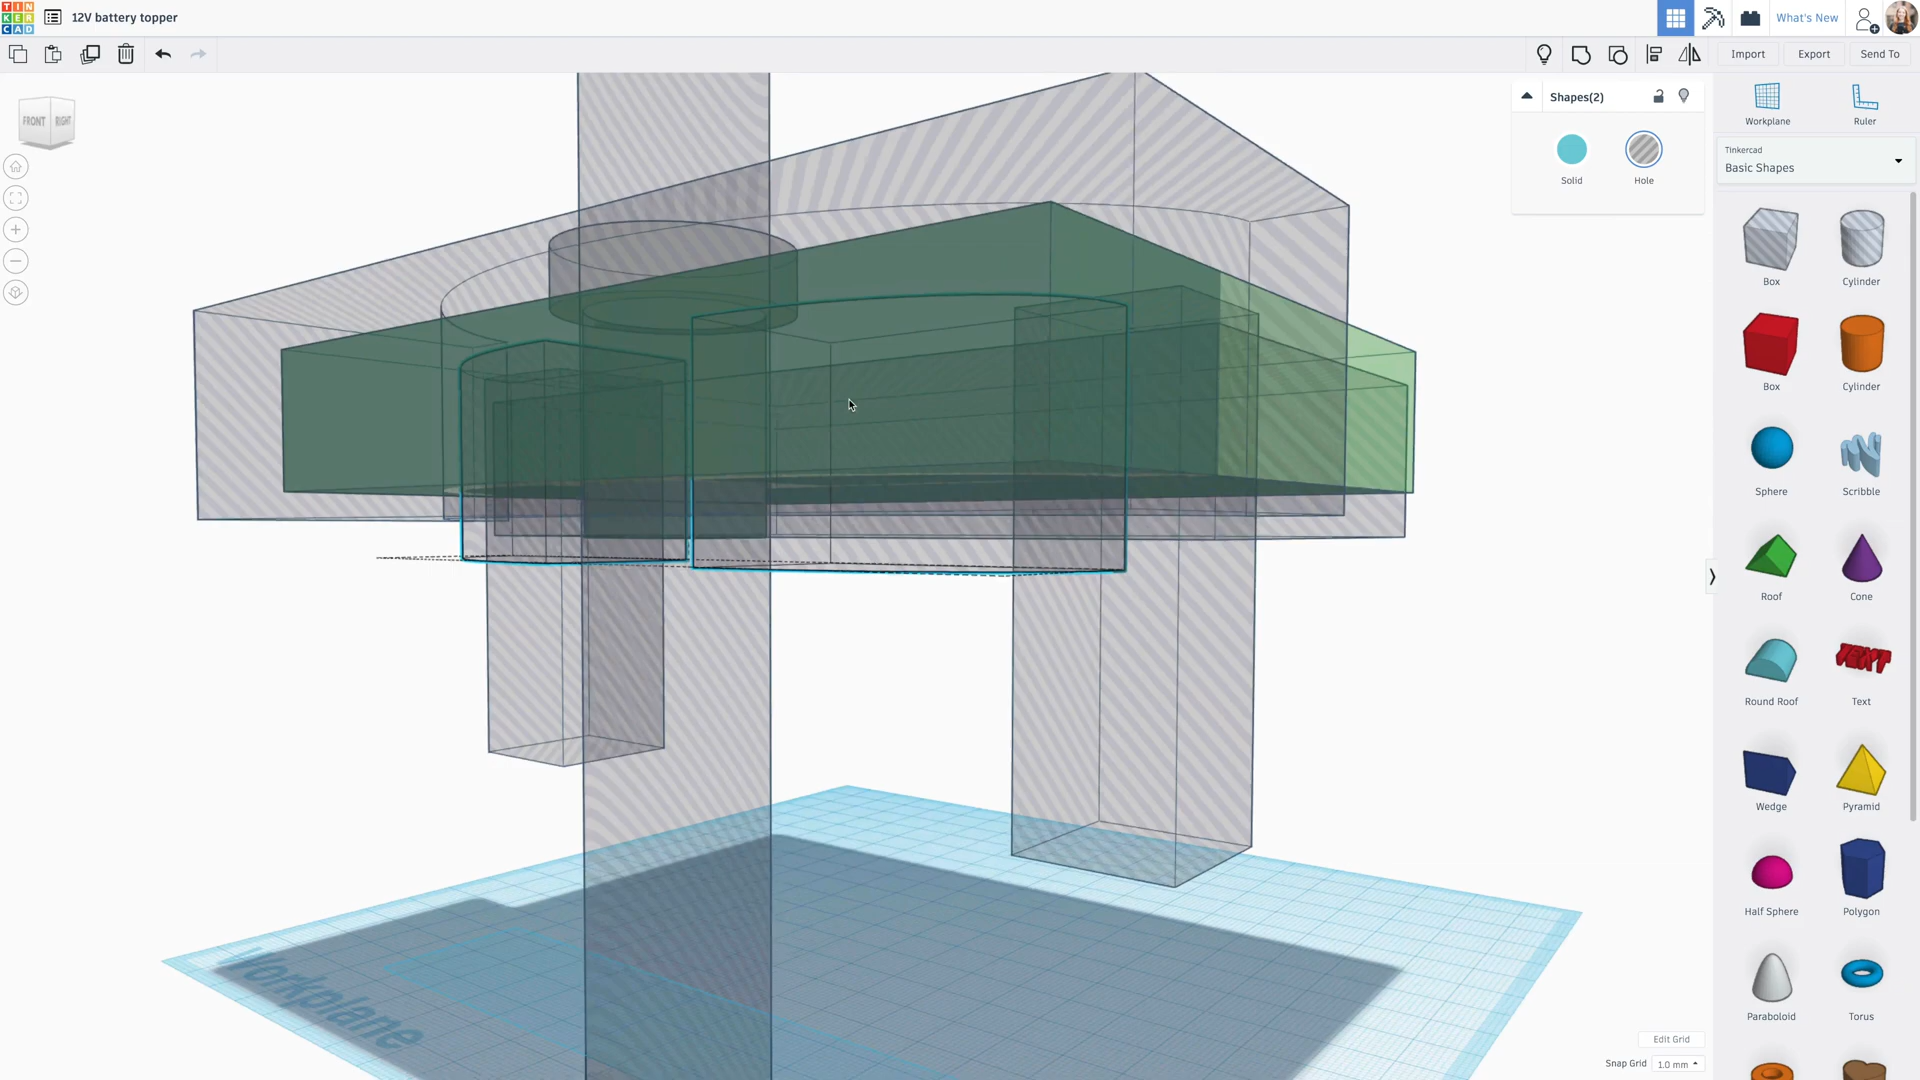 TIN
KER
CAD
12V battery topper
What's New
Import
Export
Send To
FRONT
RIGHT
Shapes(2)
Solid
Hole
Workplane
Ruler
Tinkercad
Basic Shapes
Box
Cylinder
Box
Cylinder
Sphere
Scribble
Roof
Cone
TEXT
Round Roof
Text
Wedge
Pyramid
Half Sphere
Polygon
Paraboloid
Torus
Workplane
Edit Grid
Snap Grid
1.0 mm